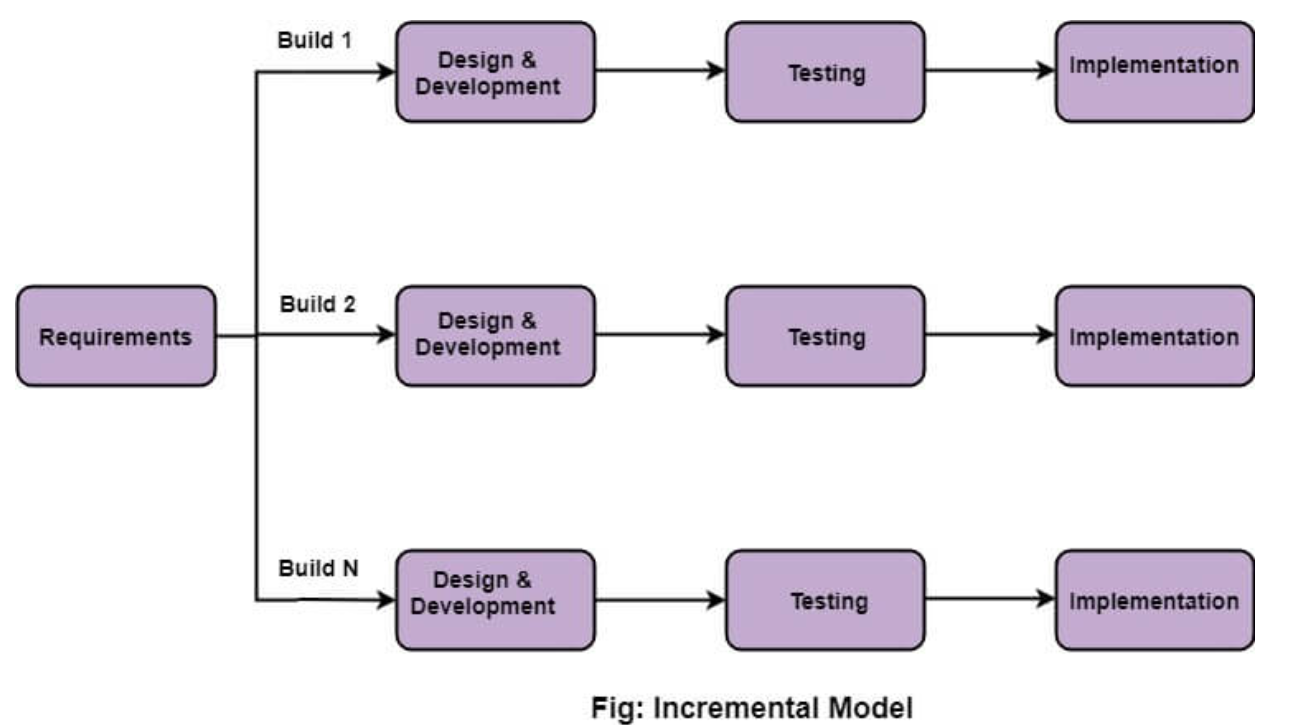 Build 1
Design &
Development
Testing
Implementation
Requirements
Build 2
Design &
Development
Testing
Implementation
Build N
Design &
Development
Testing
Implementation
Fig: Incremental Model